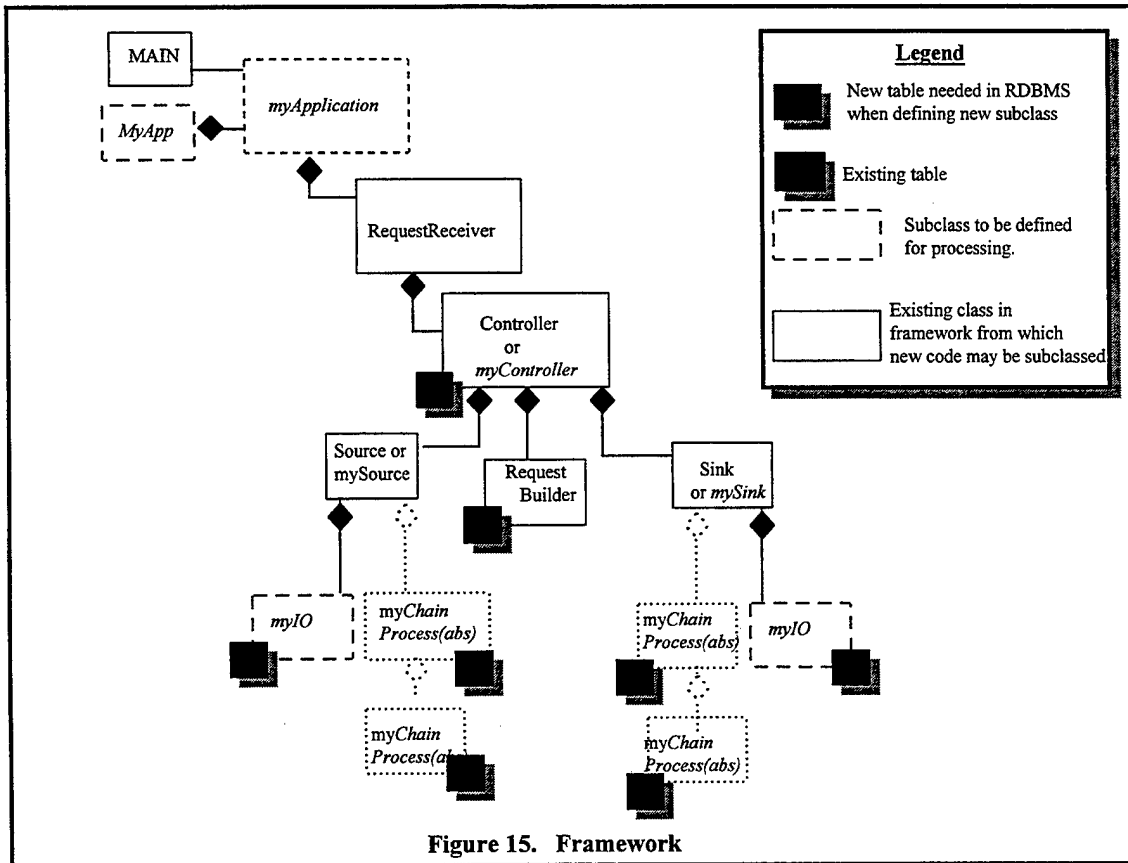 MAIN
myApplication
MyApp
RequestReceiver
Controller
or
myController
Source or
mySource
Request
Builder
Sink
or mySink
myIO
myChain
Process(abs)
myChain
Process(abs)
myChain
Process(abs)
myIO
myChain
Process(abs)
Legend
New table needed in RDBMS
when defining new subclass
Existing table
Subclass to be defined
for processing.
Existing class in
framework from which
new code may be subclassed
Figure 15. Framework